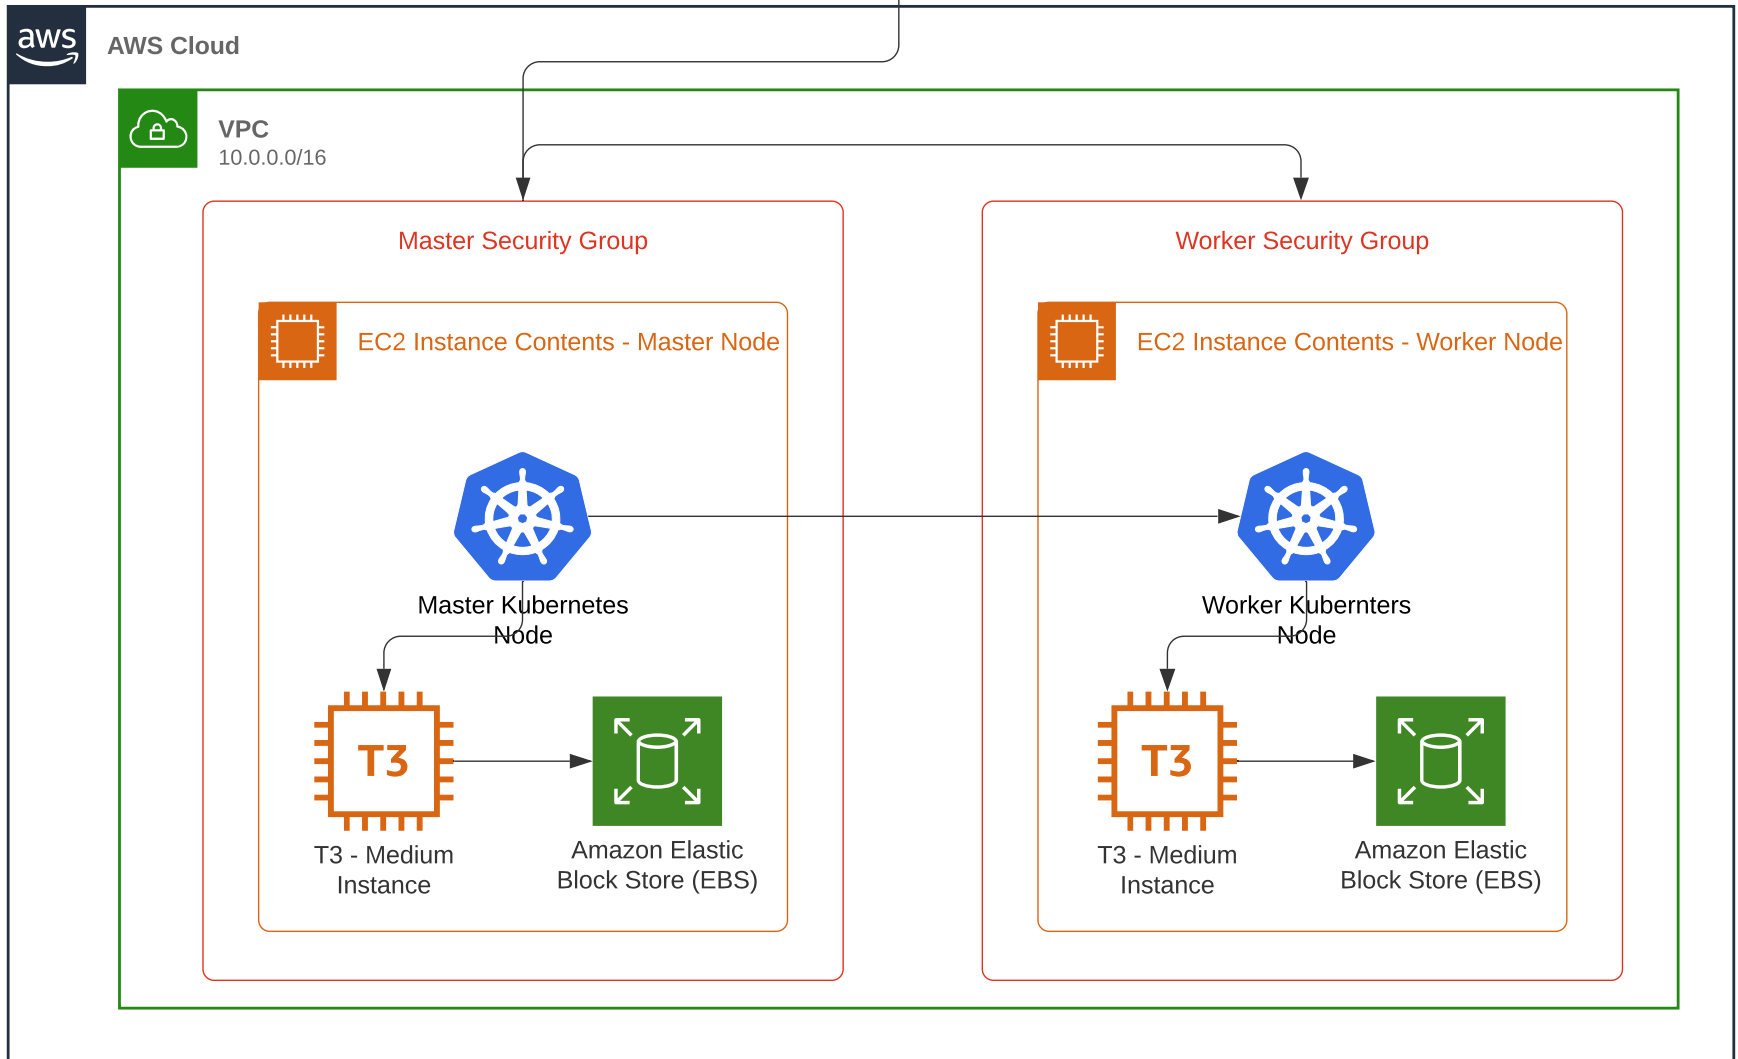 aws
AWS Cloud
VPC
10.0.0.0/16
Master Security Group
EC2 Instance Contents - Master Node
Master Kubernetes
Node
T3
T3 - Medium
Instance
Amazon Elastic
Block Store (EBS)
Worker Security Group
EC2 Instance Contents - Worker Node
Worker Kubernters
Node
T3
T3 - Medium
Instance
Amazon Elastic
Block Store (EBS)